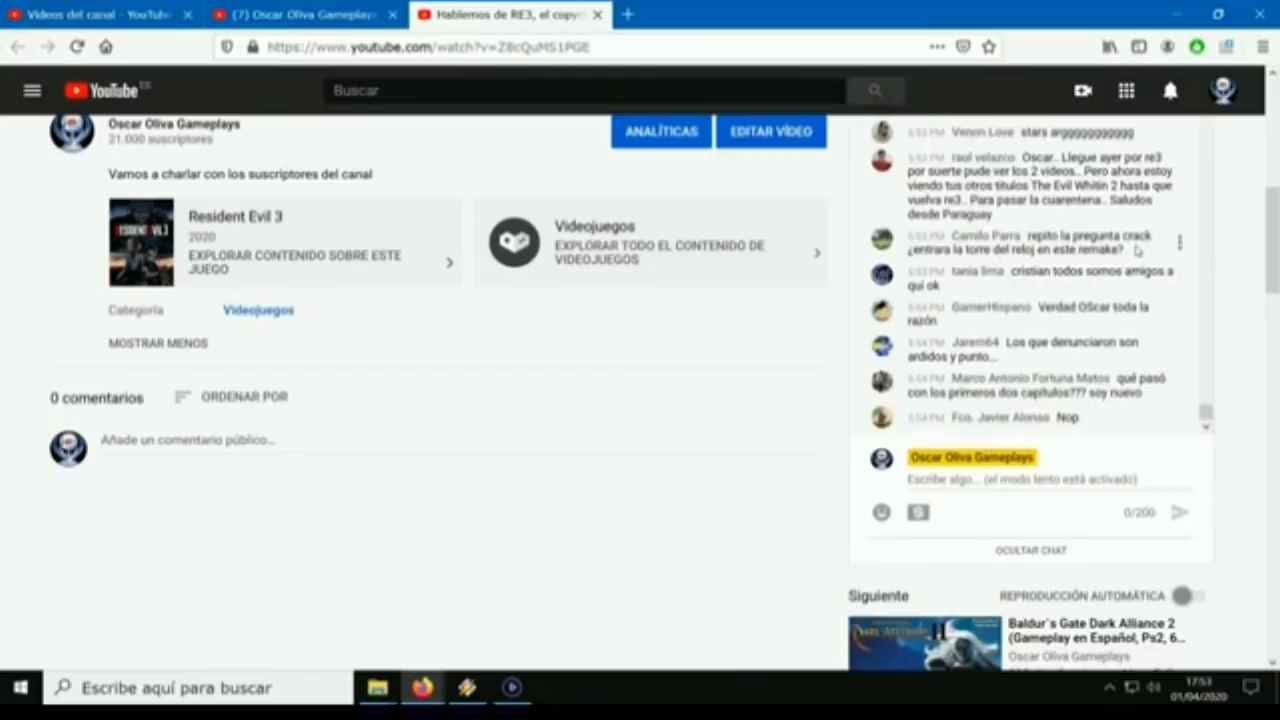 Vídeos del canal - YouTube
(7) Oscar Oliva Gameplays
Hablemos de RE3, el copyr
https://www.youtube.com/watch?v=Z8cQuMS1PGE
YouTube ES
Buscar
Oscar Oliva Gameplays
21.000 suscriptores
ANALÍTICAS
EDITAR VÍDEO
Vamos a charlar con los suscriptores del canal
Resident Evil 3
2020
EXPLORAR CONTENIDO SOBRE ESTE
JUEGO
Videojuegos
EXPLORAR TODO EL CONTENIDO DE
VIDEOJUEGOS
Categoría
Videojuegos
MOSTRAR MENOS
0 comentarios
ORDENAR POR
Añade un comentario público...
5:53 PM Venon Love stars arggggggggggg
5:53 PM raul velazco Oscar.. Llegue ayer por re3
por suerte pude ver los 2 videos.. Pero ahora estoy
viendo tus otros titulos The Evil Whitin 2 hasta que
vuelva re3.. Para pasar la cuarentena.. Saludos
desde Paraguay
5:53 PM Camilo Parra repito la pregunta crack
¿entrara la torre del reloj en este remake?
5:53 PM tania lima cristian todos somos amigos a
qui ok
5:54 PM GamerHispano Verdad OScar toda la
razón
5:54 PM Jarem64 Los que denunciaron son
ardidos y punto...
5:54 PM Marco Antonio Fortuna Matos qué pasó
con los primeros dos capítulos??? soy nuevo
5:54 PM Fco. Javier Alonso Nop
Oscar Oliva Gameplays
Escribe algo... (el modo lento está activado)
0/200
OCULTAR CHAT
Siguiente
REPRODUCCIÓN AUTOMÁTICA
DARK ALLIANCE II
Baldur´s Gate Dark Alliance 2
(Gameplay en Español, Ps2, 6...
Oscar Oliva Gameplays
Escribe aquí para buscar
17:53
01/04/2020